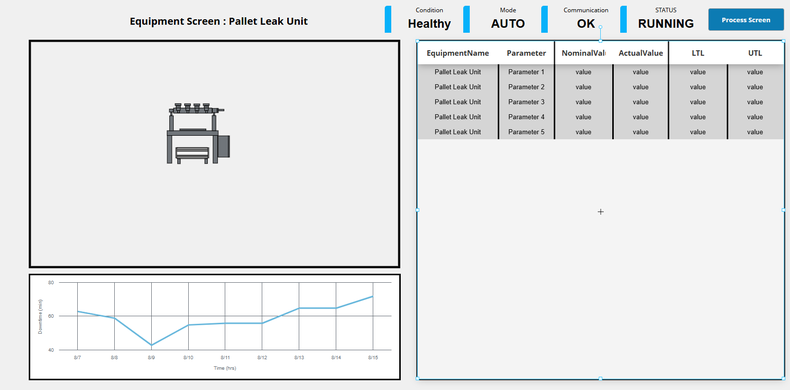 Equipment Screen : Pallet Leak Unit
Condition
Healthy
Mode
AUTO
Communication
OK
STATUS
RUNNING
Process Screen
EquipmentName Parameter NominalVal ActualValue LTL UTL
Pallet Leak Unit Parameter 1 value value value value
Pallet Leak Unit Parameter 2 value value value value
Pallet Leak Unit Parameter 3 value value value value
Pallet Leak Unit Parameter 4 value value value value
Pallet Leak Unit Parameter 5 value value value value
80
60
40
Downtime (min)
8/7 8/8 8/9 8/10 8/11 8/12 8/13 8/14 8/15
Time (hrs)